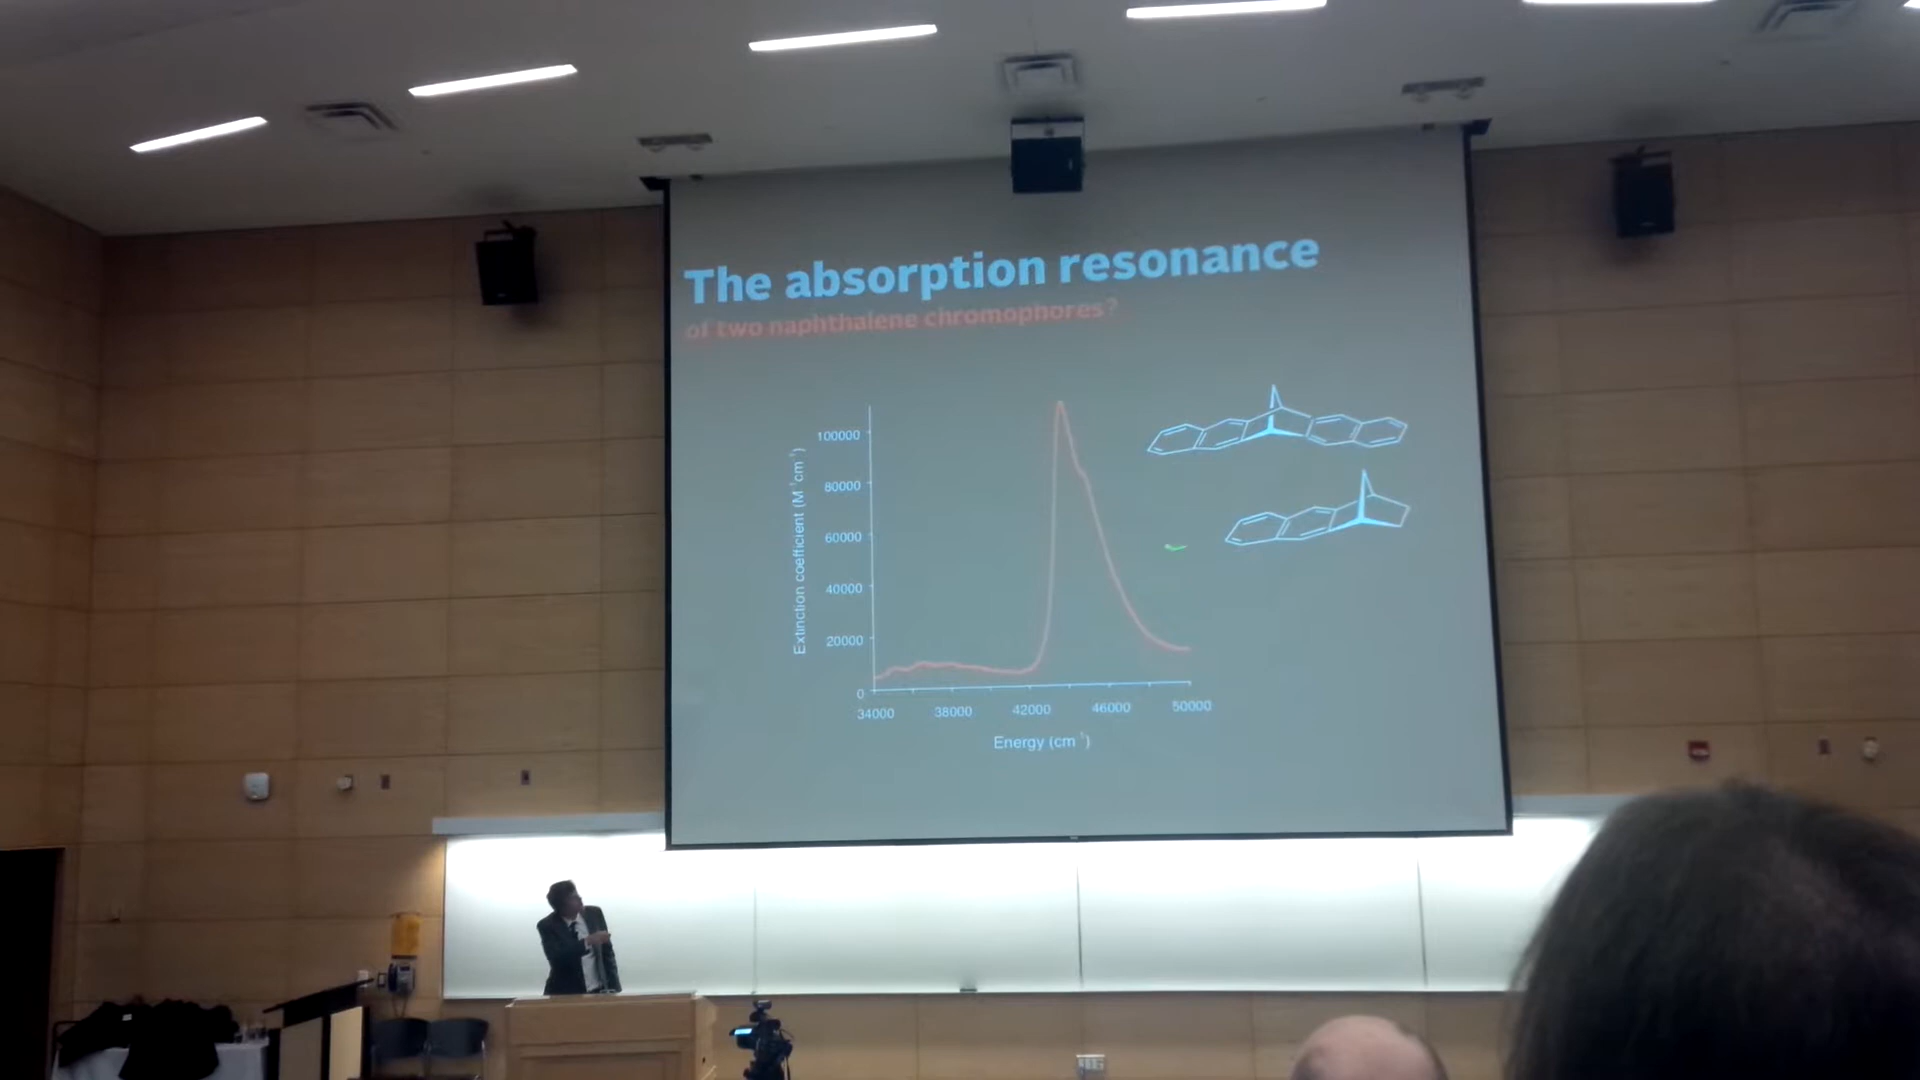 The absorption resonance
of two naphthalene chromophores?
Extinction coefficient (M⁻¹cm⁻¹)
100000
80000
60000
40000
20000
0
34000 38000 42000 46000 50000
Energy (cm⁻¹)